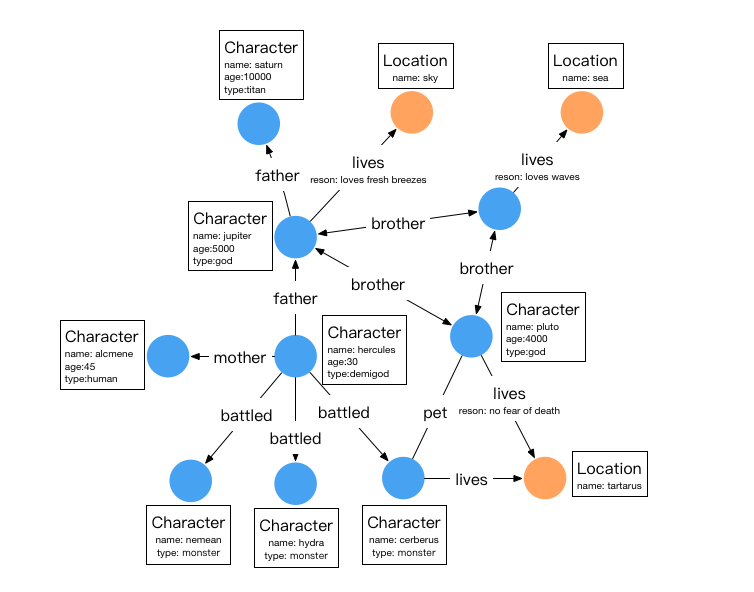 Character
name: saturn
age:10000
type:titan
Location
name: sky
Location
name: sea
father
lives
reson: loves fresh breezes
lives
reson: loves waves
Character
name: jupiter
age:5000
type:god
brother
brother
brother
father
Character
name: pluto
age:4000
type:god
Character
name: alcmene
age:45
type:human
mother
Character
name: hercules
age:30
type:demigod
battled
battled
battled
pet
lives
reson: no fear of death
lives
Location
name: tartarus
Character
name: nemean
type: monster
Character
name: hydra
type: monster
Character
name: cerberus
type: monster